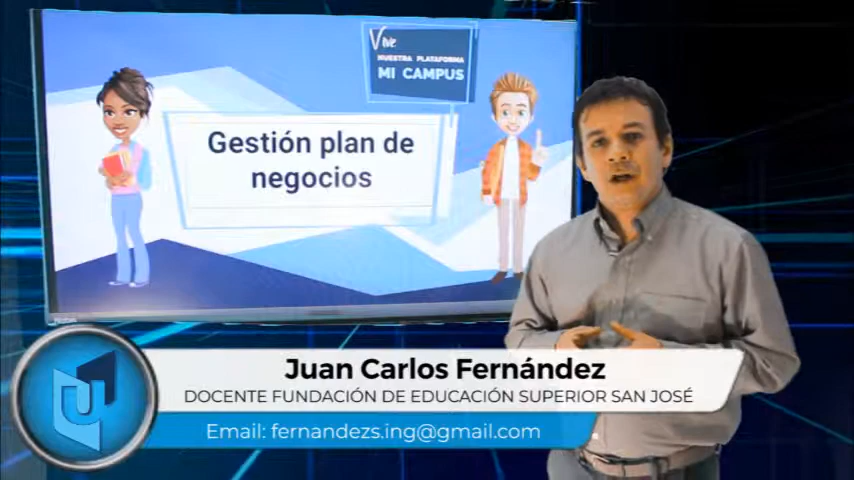 Vive
NUESTRA PLATAFORMA
MI CAMPUS
Gestión plan de
negocios
Juan Carlos Fernández
DOCENTE FUNDACIÓN DE EDUCACIÓN SUPERIOR SAN JOSÉ
Email: fernandezs.ing@gmail.com